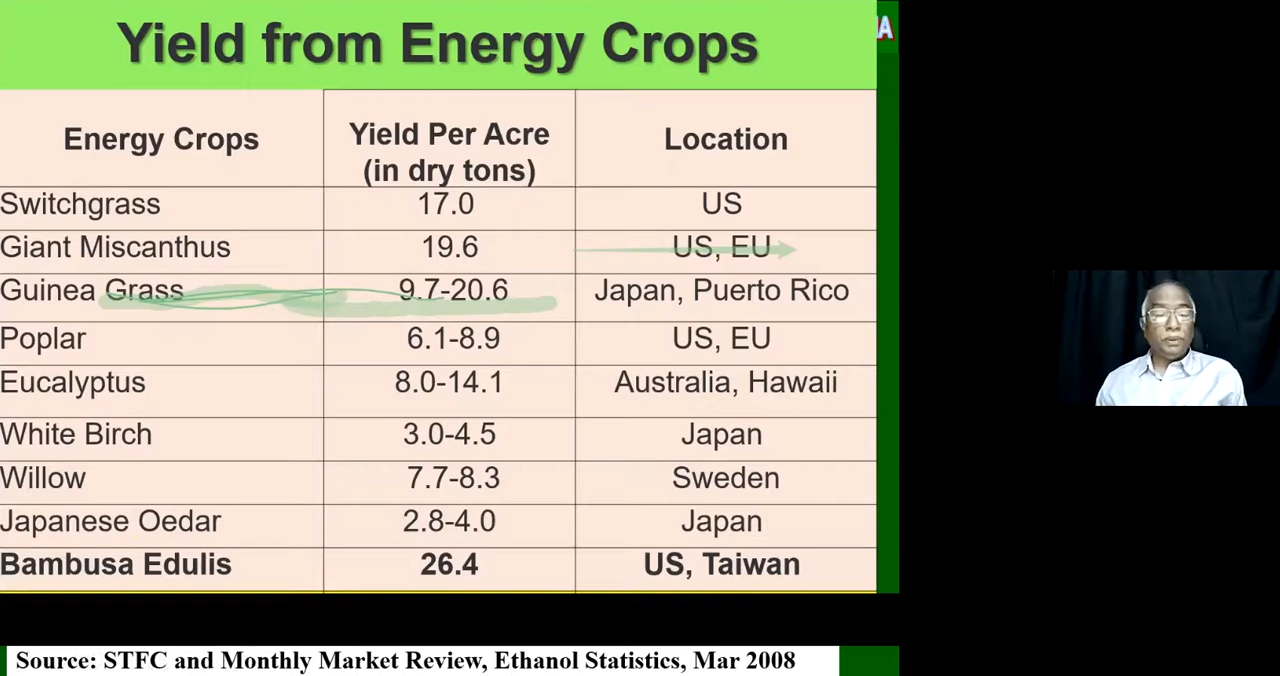 Yield from Energy Crops
A
Energy Crops Yield Per Acre (in dry tons) Location
Switchgrass 17.0 US
Giant Miscanthus 19.6 US, EU
Guinea Grass 9.7-20.6 Japan, Puerto Rico
Poplar 6.1-8.9 US, EU
Eucalyptus 8.0-14.1 Australia, Hawaii
White Birch 3.0-4.5 Japan
Willow 7.7-8.3 Sweden
Japanese Oedar 2.8-4.0 Japan
Bambusa Edulis 26.4 US, Taiwan
Source: STFC and Monthly Market Review, Ethanol Statistics, Mar 2008